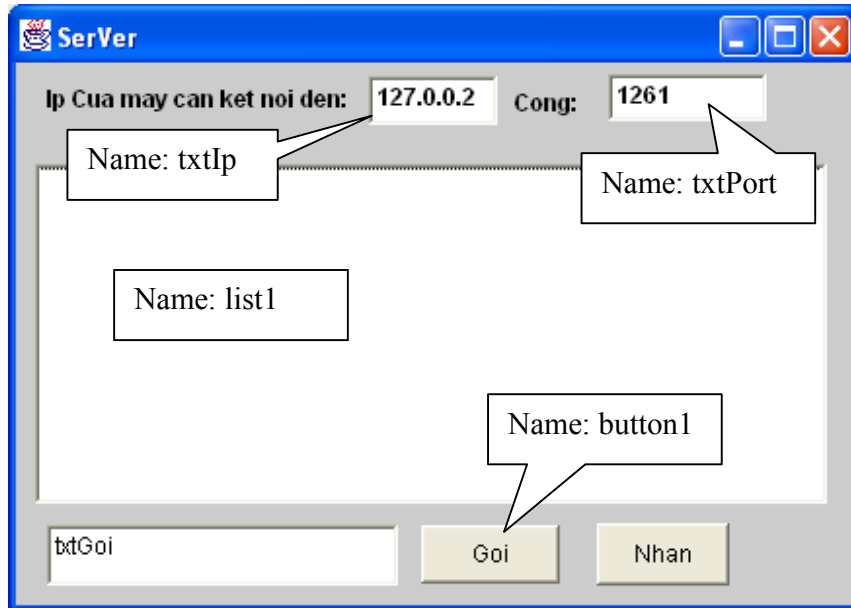 SerVer
Ip Cua may can ket noi den: 127.0.0.2 Cong: 1261
Name: txtIp
Name: txtPort
Name: list1
Name: button1
txtGoi Goi Nhan